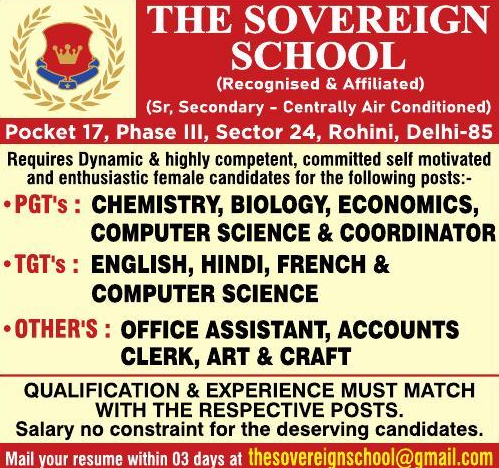 THE SOVEREIGN
SCHOOL
(Recognised & Affiliated)
(Sr, Secondary - Centrally Air Conditioned)
Pocket 17, Phase III, Sector 24, Rohini, Delhi-85
Requires Dynamic & highly competent, committed self motivated
and enthusiastic female candidates for the following posts:-
•PGT's : CHEMISTRY, BIOLOGY, ECONOMICS,
COMPUTER SCIENCE & COORDINATOR
•TGT's : ENGLISH, HINDI, FRENCH &
COMPUTER SCIENCE
•OTHER'S : OFFICE ASSISTANT, ACCOUNTS
CLERK, ART & CRAFT
QUALIFICATION & EXPERIENCE MUST MATCH
WITH THE RESPECTIVE POSTS.
Salary no constraint for the deserving candidates.
Mail your resume within 03 days at thesovereignschool@gmail.com